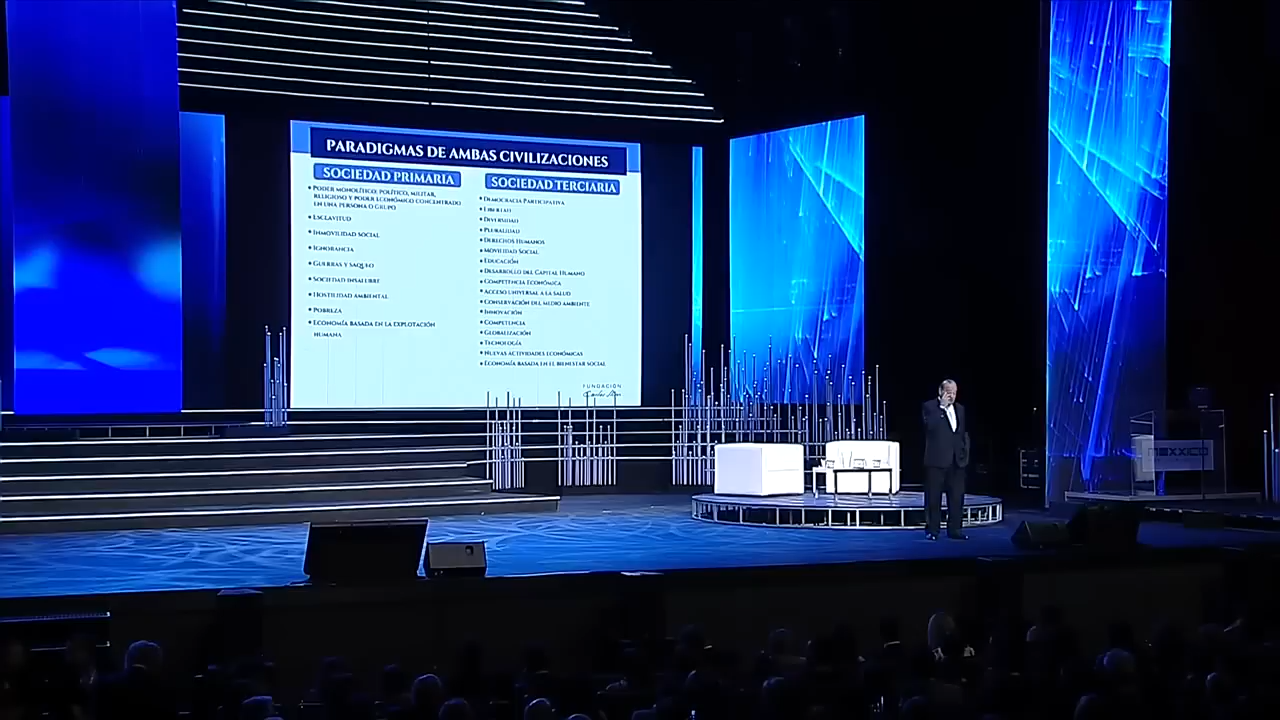 PARADIGMAS DE AMBAS CIVILIZACIONES
SOCIEDAD PRIMARIA
• PODER MONOLÍTICO: POLÍTICO, MILITAR,
RELIGIOSO Y PODER ECONÓMICO CONCENTRADO
EN UNA PERSONA O GRUPO
• ESCLAVITUD
• INMOVILIDAD SOCIAL
• IGNORANCIA
• GUERRAS Y SAQUEO
• SOCIEDAD INSALUBRE
• HOSTILIDAD AMBIENTAL
• POBREZA
• ECONOMÍA BASADA EN LA EXPLOTACIÓN
HUMANA
SOCIEDAD TERCIARIA
• DEMOCRACIA PARTICIPATIVA
• LIBERTAD
• DIVERSIDAD
• PLURALIDAD
• DERECHOS HUMANOS
• MOVILIDAD SOCIAL
• EDUCACIÓN
• DESARROLLO DEL CAPITAL HUMANO
• COMPETENCIA ECONÓMICA
• ACCESO UNIVERSAL A LA SALUD
• CONSERVACIÓN DEL MEDIO AMBIENTE
• INNOVACIÓN
• COMPETENCIA
• GLOBALIZACIÓN
• TECNOLOGÍA
• NUEVAS ACTIVIDADES ECONÓMICAS
• ECONOMÍA BASADA EN EL BIENESTAR SOCIAL
FUNDACIÓN
Carlos Slim